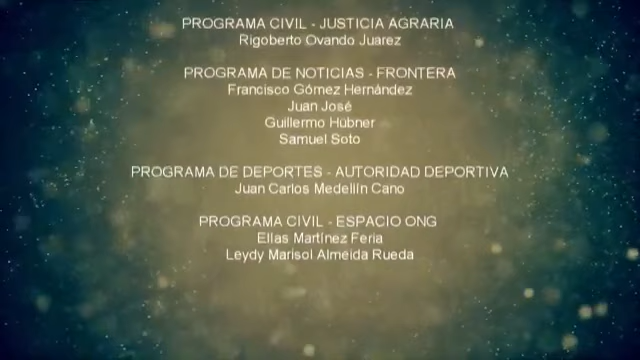 PROGRAMA CIVIL - JUSTICIA AGRARIA
Rigoberto Ovando Juarez
PROGRAMA DE NOTICIAS - FRONTERA
Francisco Gómez Hernández
Juan José
Guillermo Hübner
Samuel Soto
PROGRAMA DE DEPORTES - AUTORIDAD DEPORTIVA
Juan Carlos Medellín Cano
PROGRAMA CIVIL - ESPACIO ONG
Elías Martínez Feria
Leydy Marisol Almeida Rueda